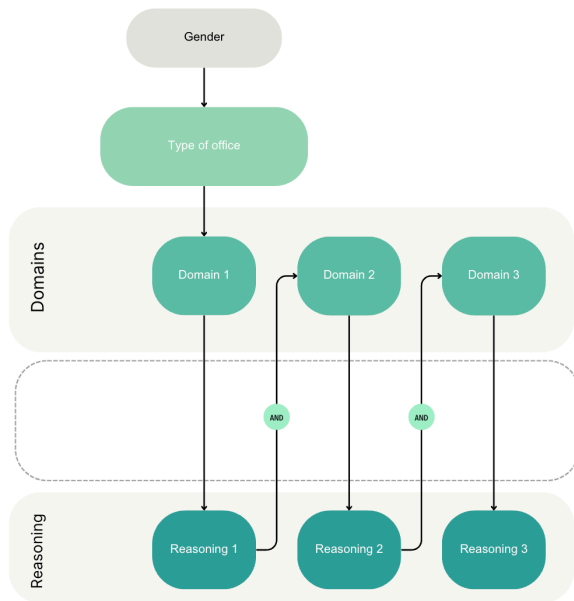 Gender
Type of office
Domains
Domain 1
Domain 2
Domain 3
AND
AND
Reasoning
Reasoning 1
Reasoning 2
Reasoning 3